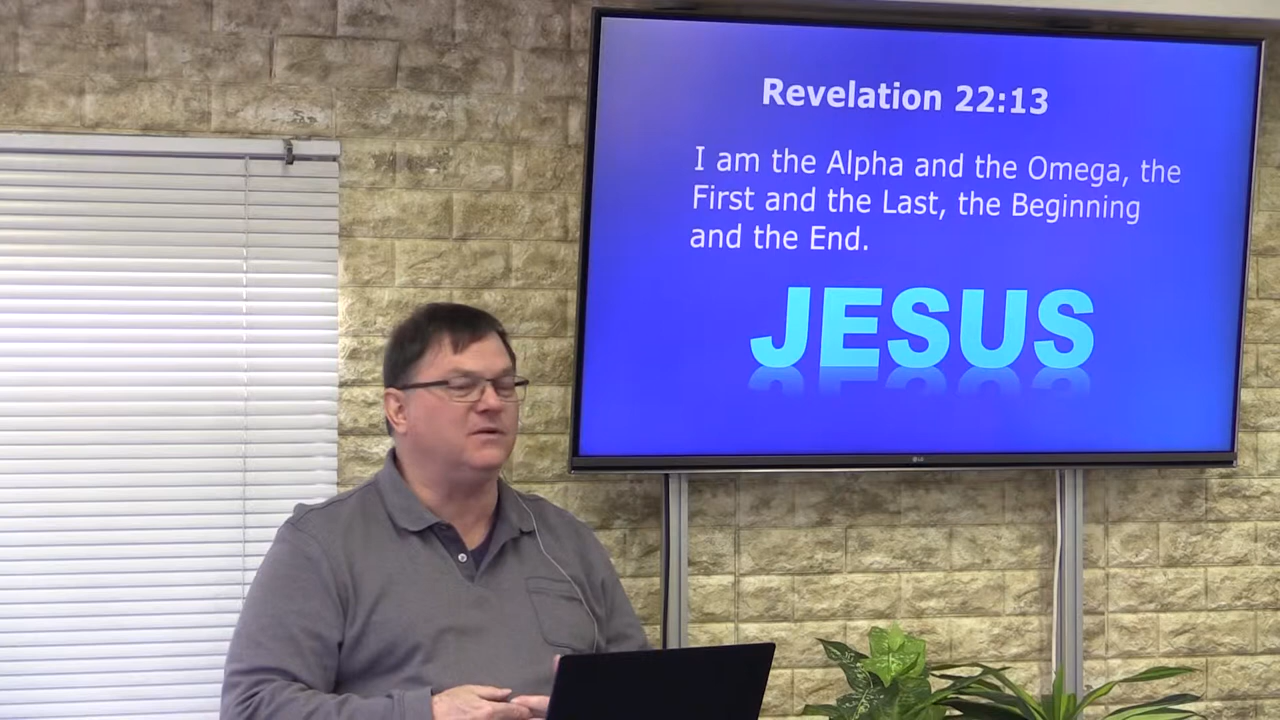 Revelation 22:13
I am the Alpha and the Omega, the
First and the Last, the Beginning
and the End.
JESUS
LG